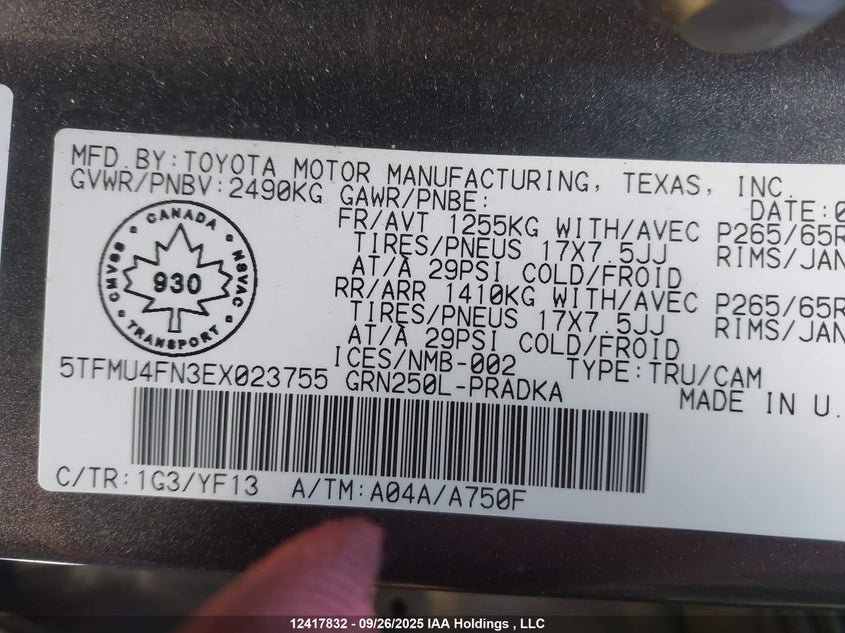 MFD BY:TOYOTA MOTOR MANUFACTURING, TEXAS, INC.
GVWR/PNBV:2490KG GAWR/PNBE: DATE:0
FR/AVT 1255KG WITH/AVEC P265/65R
TIRES/PNEUS 17X7.5JJ RIMS/JAN
AT/À 29PSI COLD/FROID
RR/ARR 1410KG WITH/AVEC P265/65R
TIRES/PNEUS 17X7.5JJ RIMS/JAN
AT/À 29PSI COLD/FROID
ICES/NMB-002 TYPE:TRU/CAM
CANADA
CMVSS
NSVAC
930
TRANSPORT
5TFMU4FN3EX023755 GRN250L-PRADKA MADE IN U.
C/TR:1G3/YF13 A/TM:A04A/A750F
12417832 - 09/26/2025 IAA Holdings , LLC